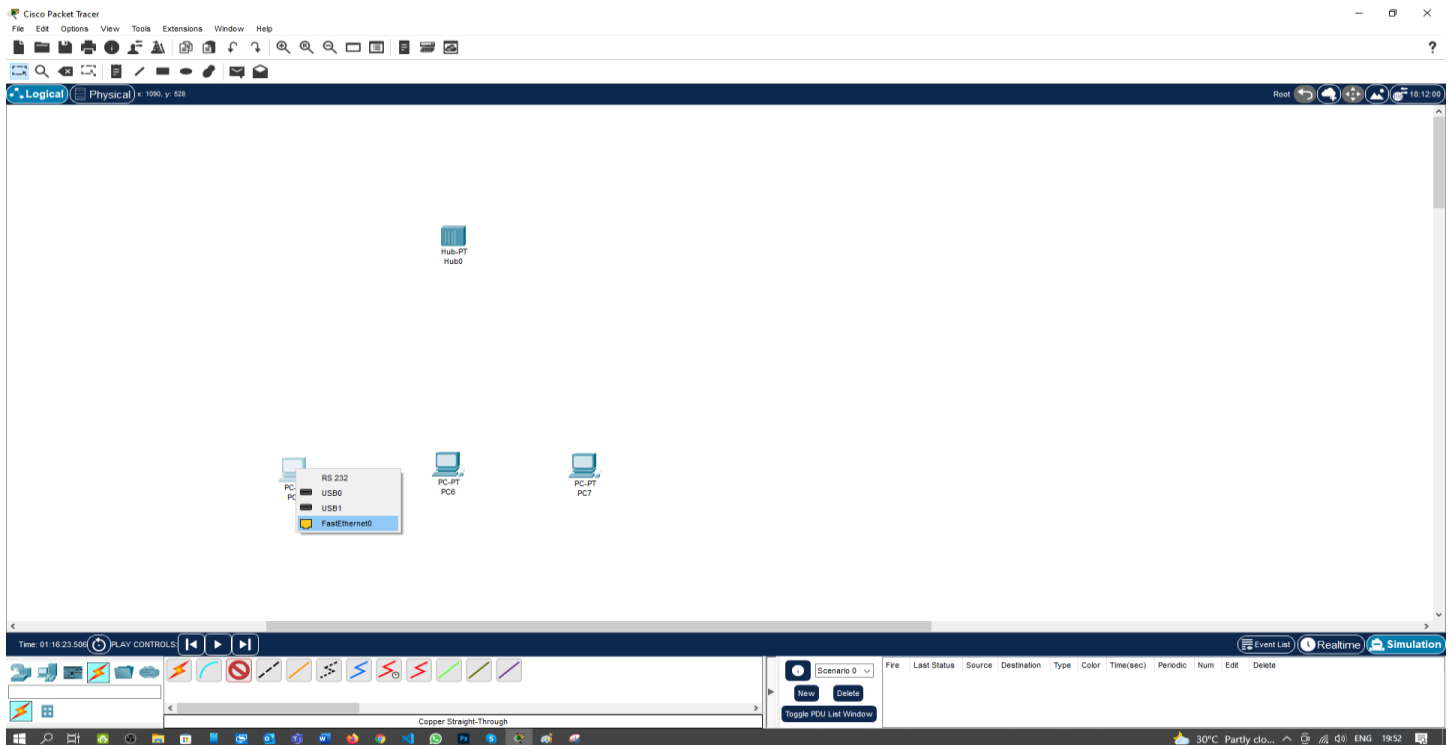 Cisco Packet Tracer
File Edit Options View Tools Extensions Window Help
?
Logical Physical x: 1090, y: 528 Root 18:12:00
Hub-PT
Hub0
RS 232
USB0
USB1
FastEthernet0
PC-PT
PC6
PC-PT
PC7
Time: 01:16:23.506 PLAY CONTROLS: Event List Realtime Simulation
Scenario 0 Fire Last Status Source Destination Type Color Time(sec) Periodic Num Edit Delete
New Delete
Toggle PDU List Window
Copper Straight-Through
30°C Partly clo... ENG 19:52